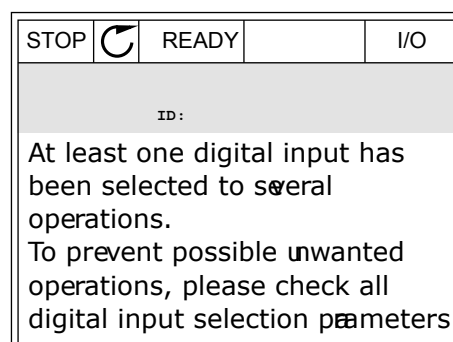 STOP READY I/O
ID:
At least one digital input has
been selected to several
operations.
To prevent possible unwanted
operations, please check all
digital input selection parameters